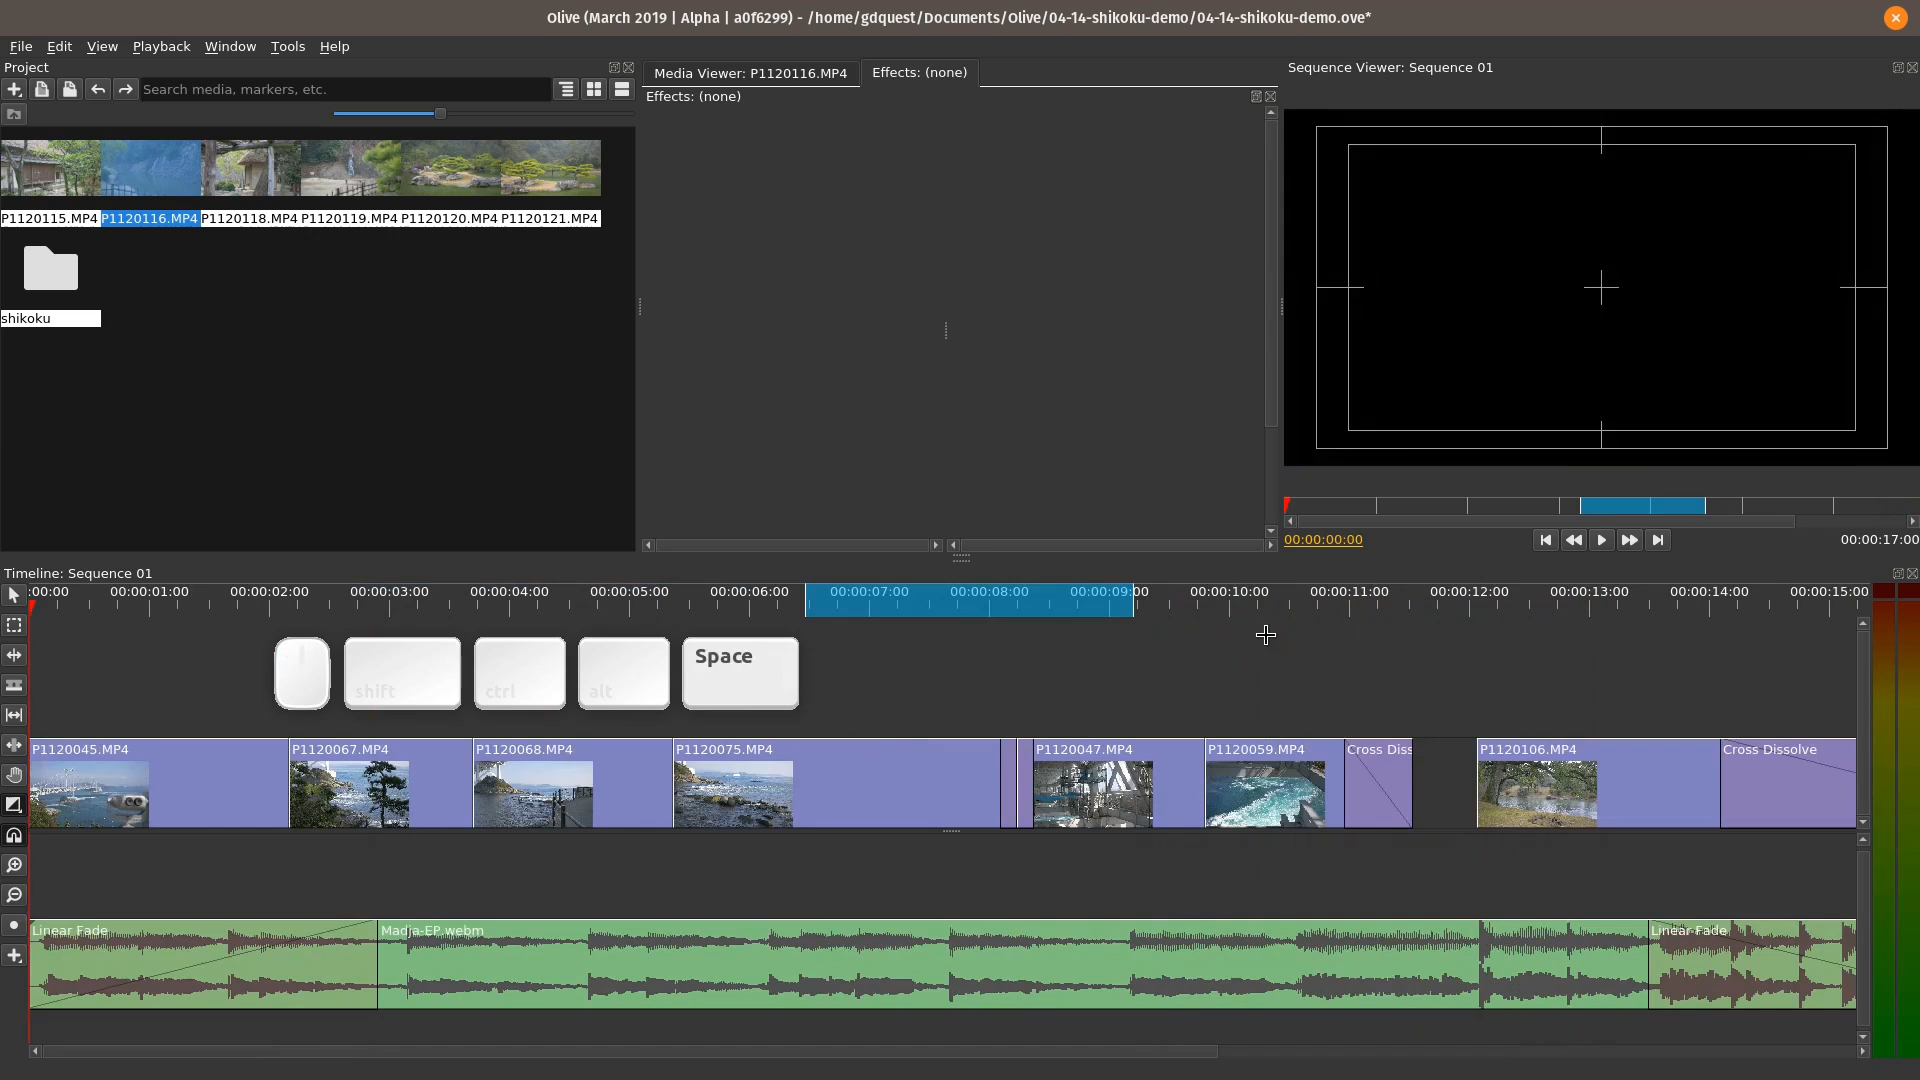 Olive (March 2019 | Alpha | a0f6299) - /home/gdquest/Documents/Olive/04-14-shikoku-demo/04-14-shikoku-demo.ove*
File Edit View Playback Window Tools Help
Project
Media Viewer: P1120116.MP4
Effects: (none)
Sequence Viewer: Sequence 01
Search media, markers, etc.
Effects: (none)
P1120115.MP4 P1120116.MP4 P1120118.MP4 P1120119.MP4 P1120120.MP4 P1120121.MP4
shikoku
00:00:00:00
00:00:17:00
Timeline: Sequence 01
:00:00 00:00:01:00 00:00:02:00 00:00:03:00 00:00:04:00 00:00:05:00 00:00:06:00 00:00:07:00 00:00:08:00 00:00:09:00 00:00:10:00 00:00:11:00 00:00:12:00 00:00:13:00 00:00:14:00 00:00:15:00
Space
shift ctrl alt
P1120045.MP4 P1120067.MP4 P1120068.MP4 P1120075.MP4 P1120047.MP4 P1120059.MP4 Cross Diss P1120106.MP4 Cross Dissolve
Linear Fade Madja-EP.webm Linear Fade